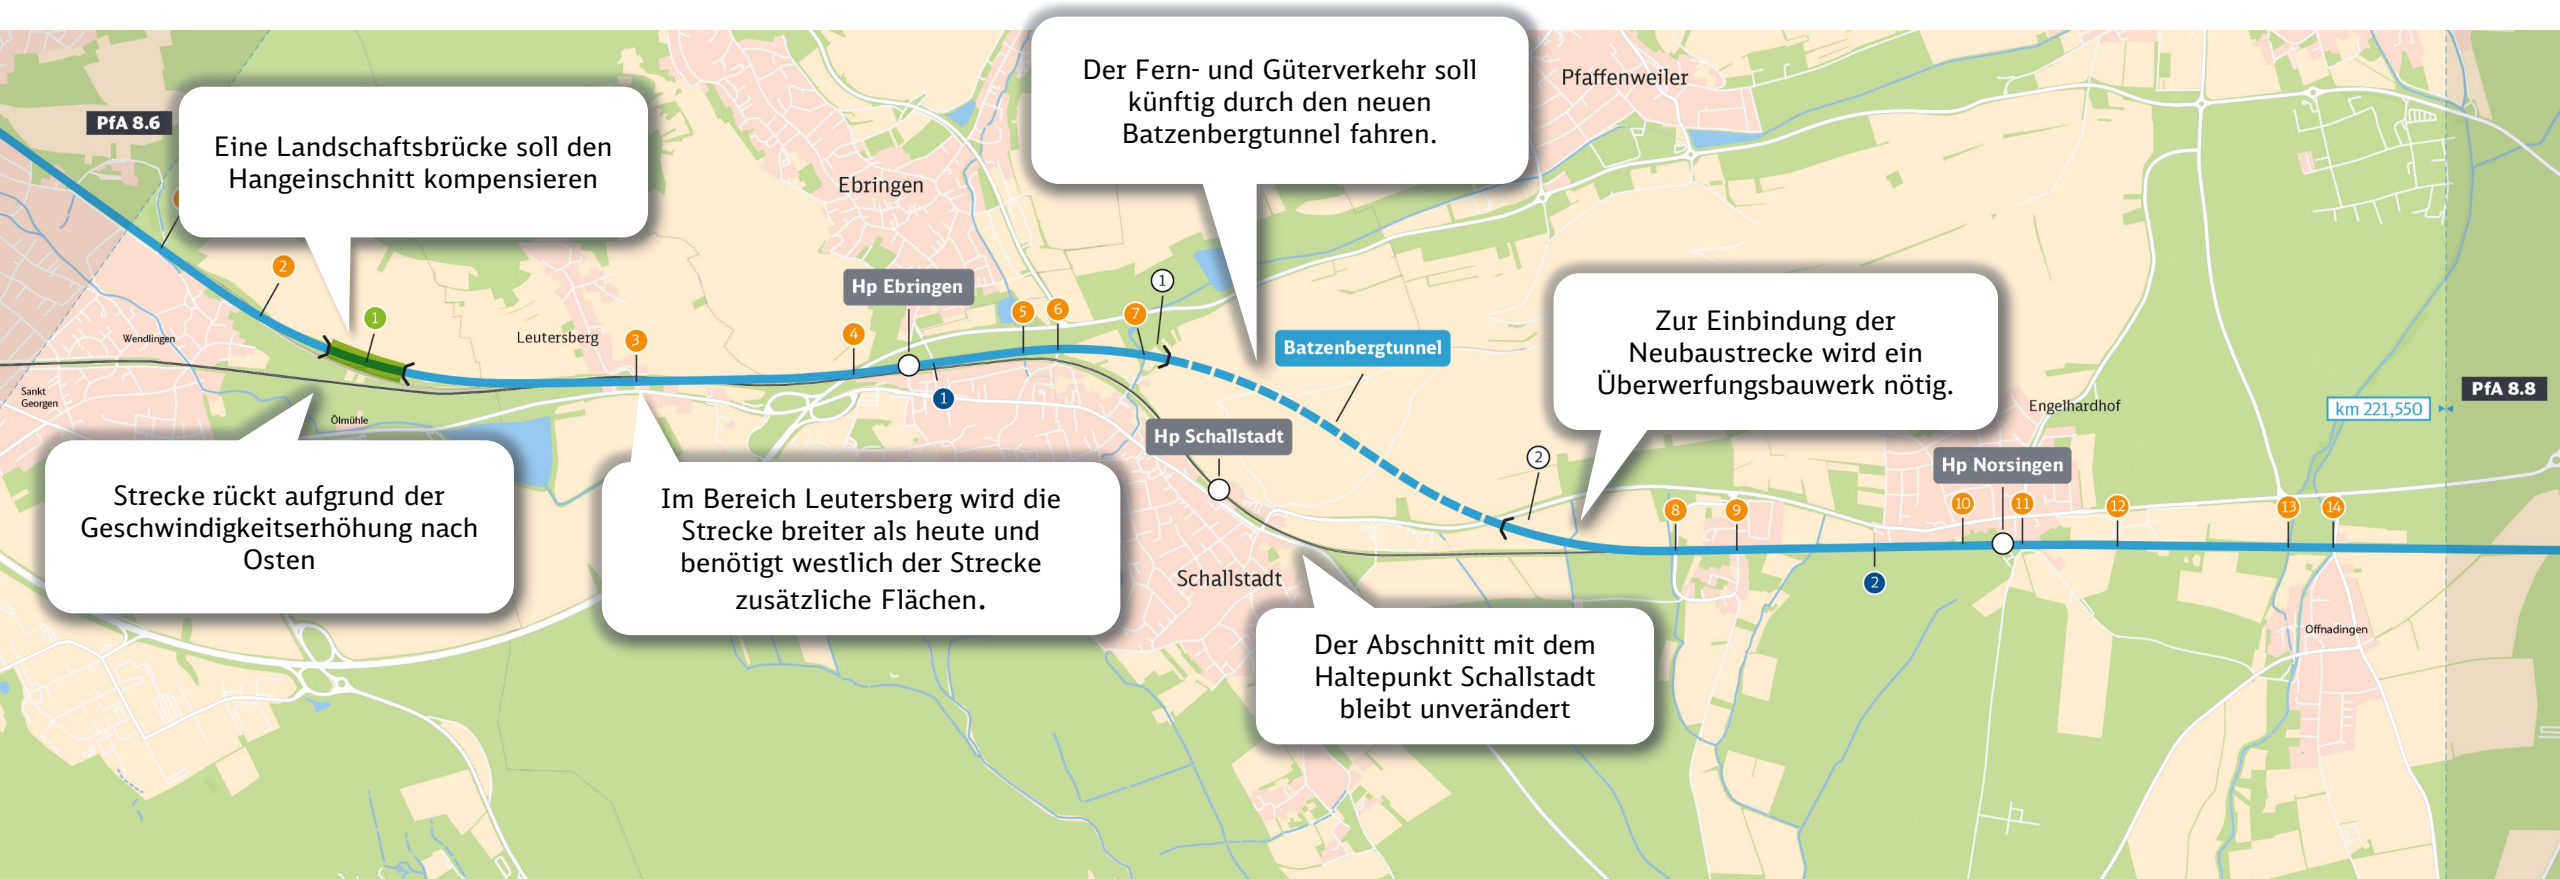 PfA 8.6
Eine Landschaftsbrücke soll den
Hangeinschnitt kompensieren
Der Fern- und Güterverkehr soll
künftig durch den neuen
Batzenbergtunnel fahren.
Pfaffenweiler
Ebringen
2
1
Wendlingen
Leutersberg
3
4
Hp Ebringen
1
5
6
7
1
Batzenbergtunnel
Zur Einbindung der
Neubaustrecke wird ein
Überwerfungsbauwerk nötig.
Engelhardhof
km 221,550
PfA 8.8
Sankt
Georgen
Ölmühle
Hp Schallstadt
2
Hp Norsingen
8
9
10
11
12
13
14
2
Strecke rückt aufgrund der
Geschwindigkeitserhöhung nach
Osten
Im Bereich Leutersberg wird die
Strecke breiter als heute und
benötigt westlich der Strecke
zusätzliche Flächen.
Schallstadt
Der Abschnitt mit dem
Haltepunkt Schallstadt
bleibt unverändert
Offnadingen